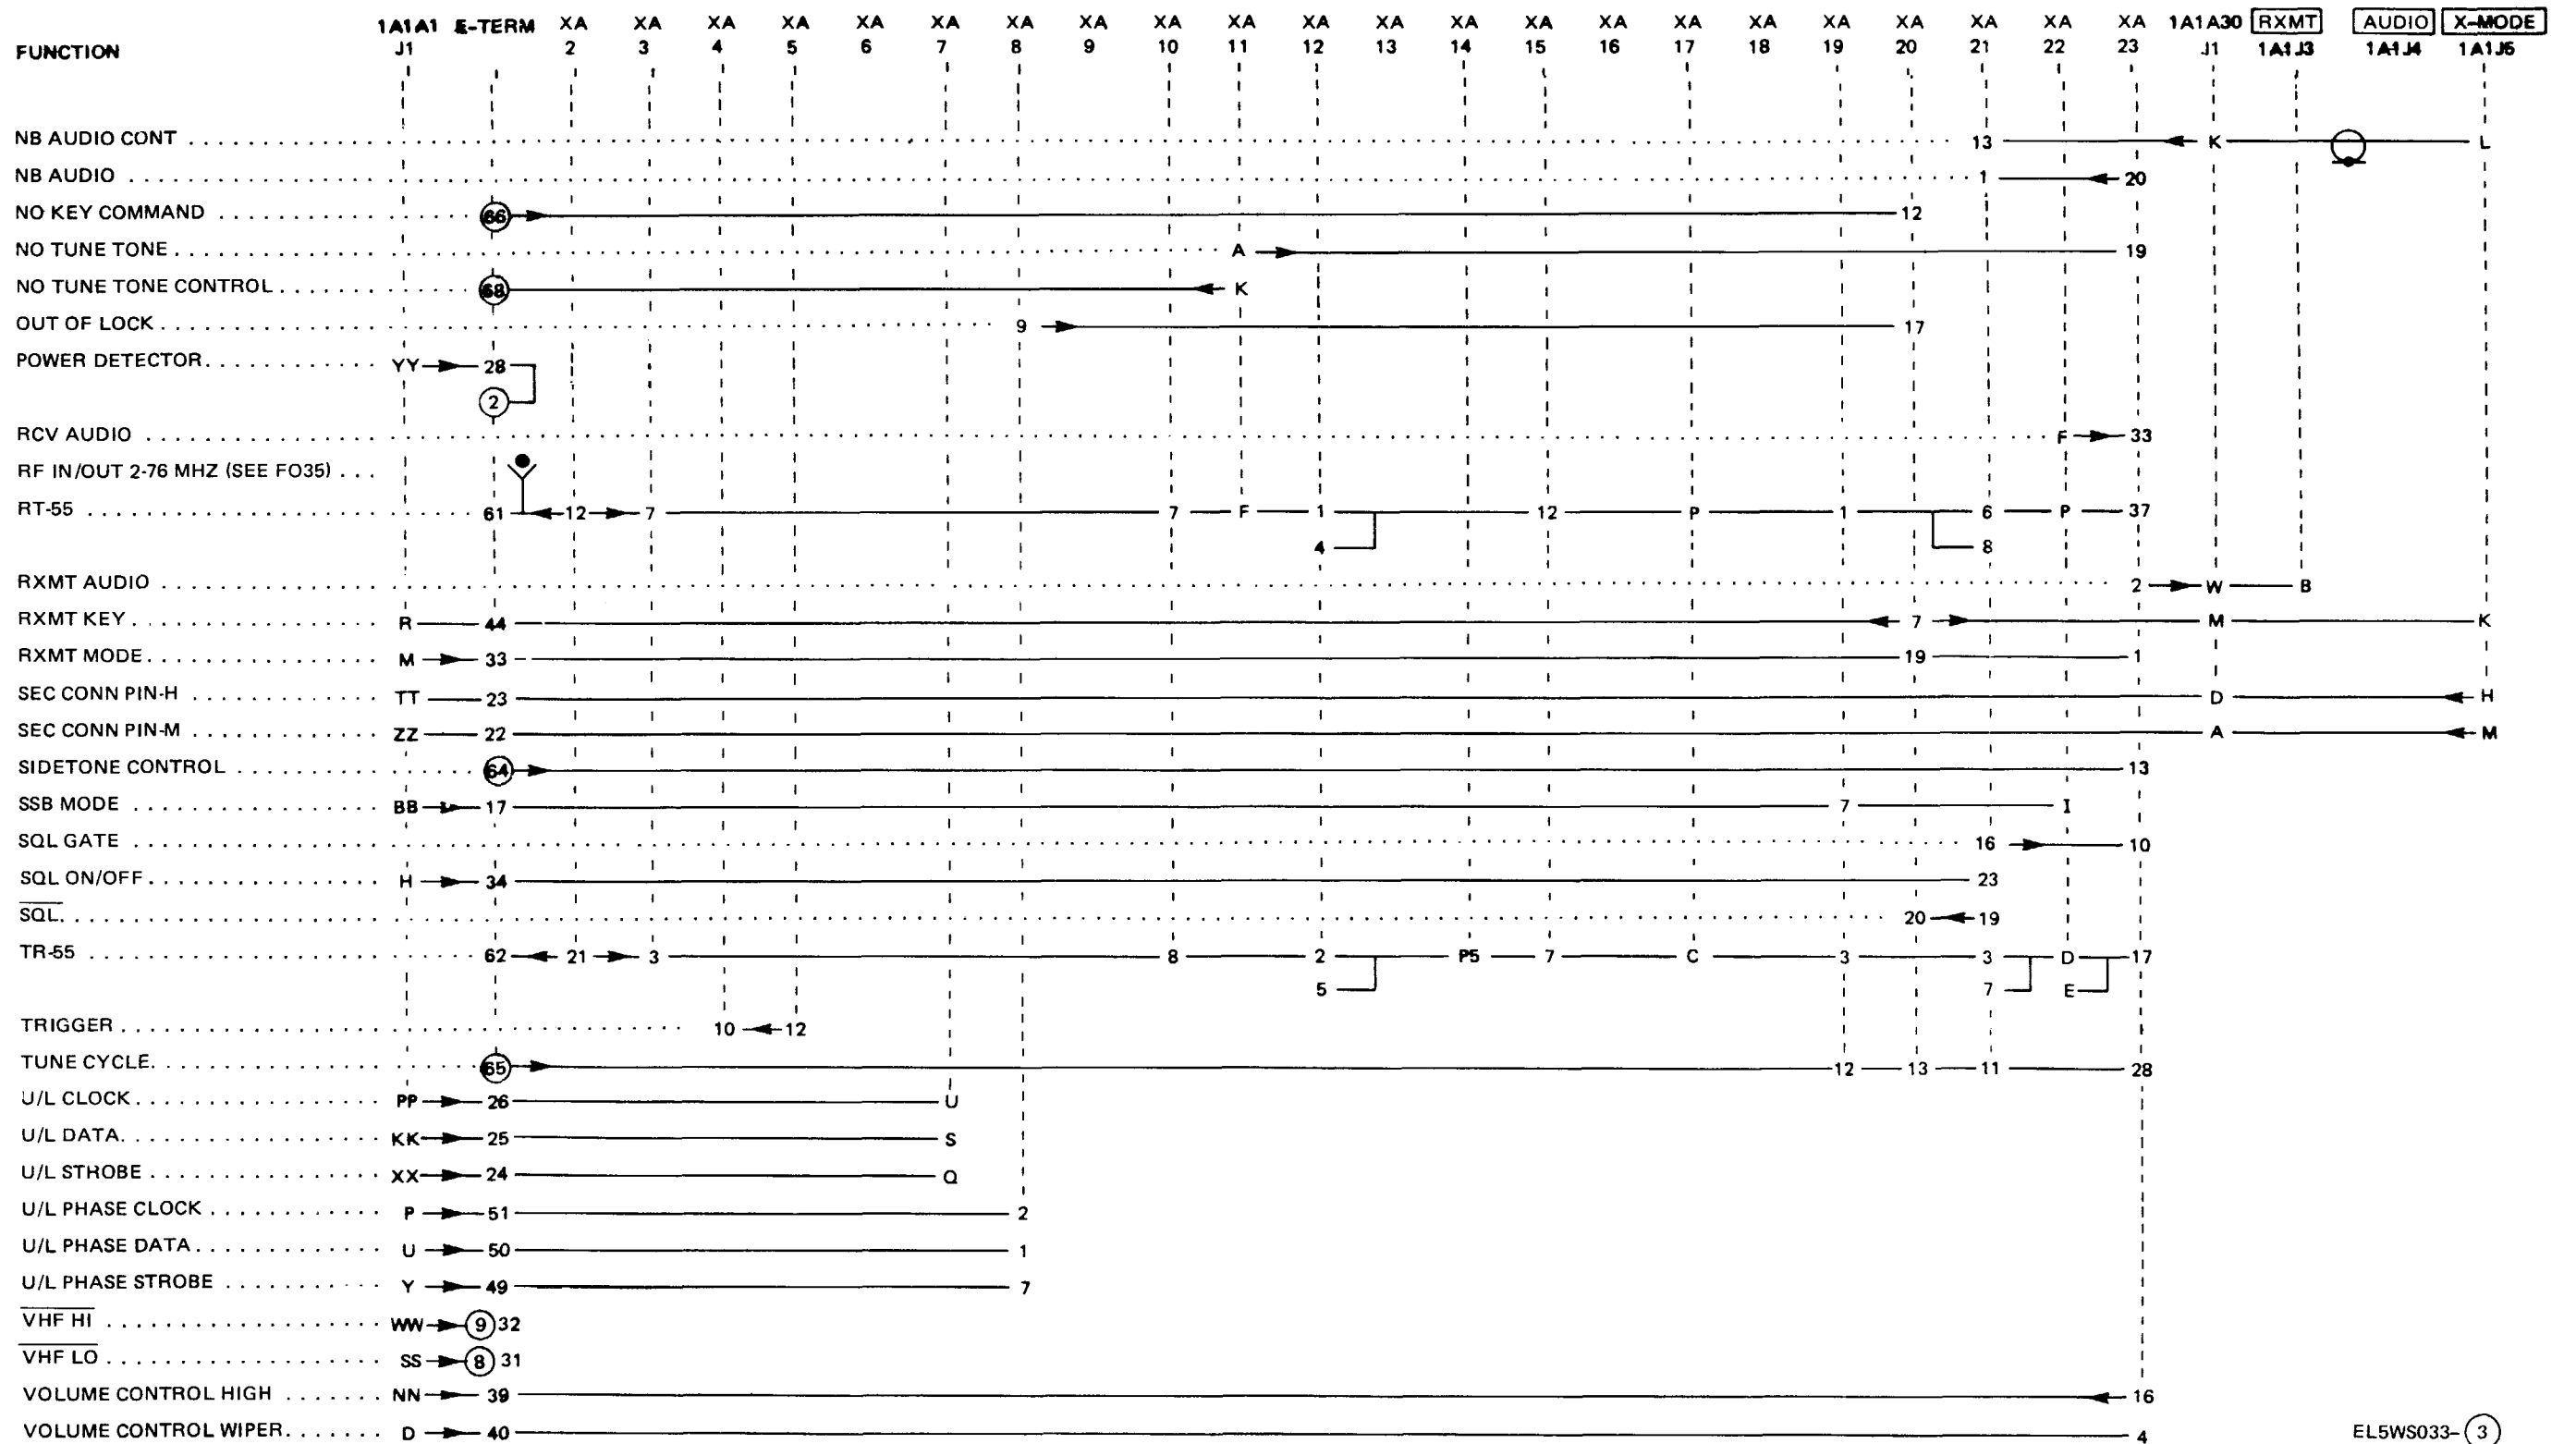 1A1A1 E-TERM XA XA XA XA XA XA XA XA XA XA XA XA XA XA XA XA XA XA XA XA XA XA 1A1A30 RXMT AUDIO X-MODE
FUNCTION J1 2 3 4 5 6 7 8 9 10 11 12 13 14 15 16 17 18 19 20 21 22 23 J1 1A1J3 1A1J4 1A1J5
NB AUDIO CONT 13 K L
NB AUDIO 1 20
NO KEY COMMAND 66 12
NO TUNE TONE A 19
NO TUNE TONE CONTROL 68 K
OUT OF LOCK 9 17
POWER DETECTOR YY 28
2
RCV AUDIO F 33
RF IN/OUT 2-76 MHZ (SEE FO35)
RT-55 61 12 7 7 F 1 12 P 1 6 P 37
4 8
RXMT AUDIO 2 W B
RXMT KEY R 44 7 M K
RXMT MODE M 33 19 1
SEC CONN PIN-H TT 23 D H
SEC CONN PIN-M ZZ 22 A M
SIDETONE CONTROL 64 13
SSB MODE BB 17 7 I
SQL GATE 16 10
SQL ON/OFF H 34 23
SQL 20 19
TR-55 62 21 3 8 2 P5 7 C 3 3 D 17
5 7 E
TRIGGER 10 12
TUNE CYCLE 65 12 13 11 28
U/L CLOCK PP 26 U
U/L DATA KK 25 S
U/L STROBE XX 24 Q
U/L PHASE CLOCK P 51 2
U/L PHASE DATA U 50 1
U/L PHASE STROBE Y 49 7
VHF HI WW 9 32
VHF LO SS 8 31
VOLUME CONTROL HIGH NN 39 16
VOLUME CONTROL WIPER D 40 4
EL5WS033-3